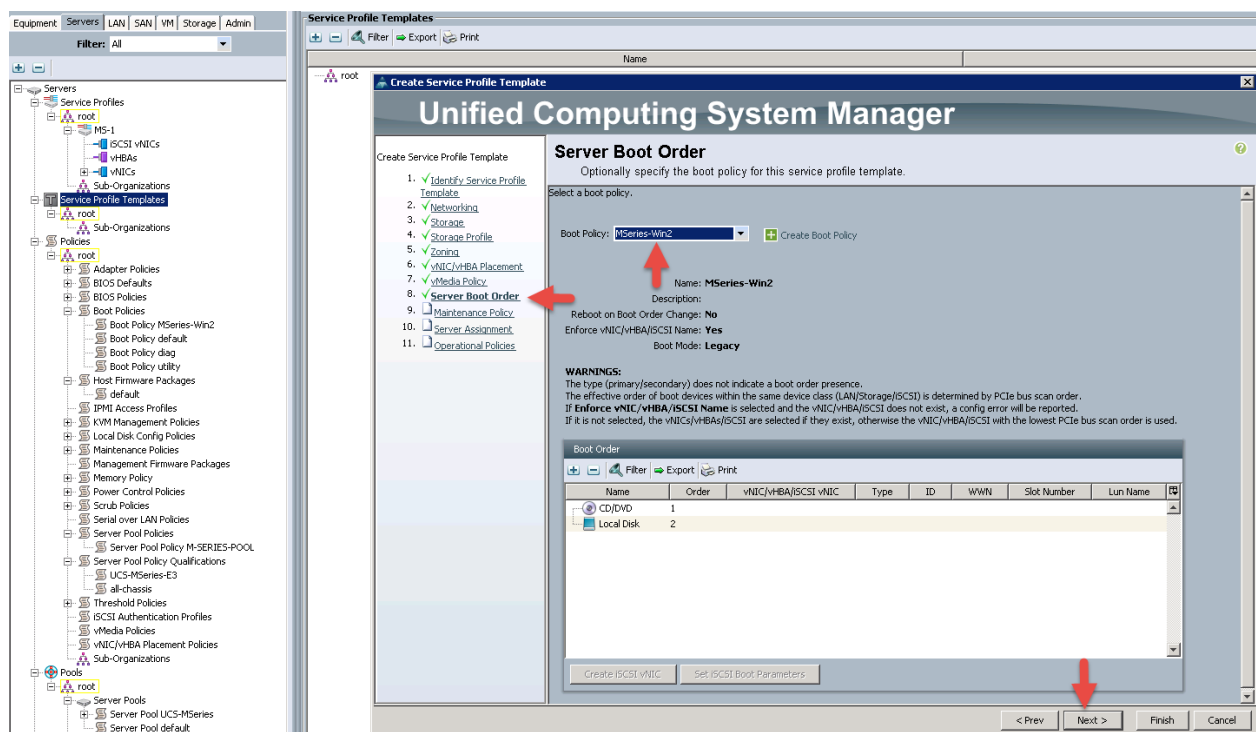 Equipment Servers LAN SAN VM Storage Admin
Filter: All
Servers
Service Profiles
root
MS-1
iSCSI vNICs
vHBAs
vNICs
Sub-Organizations
Service Profile Templates
root
Sub-Organizations
Policies
root
Adapter Policies
BIOS Defaults
BIOS Policies
Boot Policies
Boot Policy MSeries-Win2
Boot Policy default
Boot Policy diag
Boot Policy utility
Host Firmware Packages
default
IPMI Access Profiles
KVM Management Policies
Local Disk Config Policies
Maintenance Policies
Management Firmware Packages
Memory Policy
Power Control Policies
Scrub Policies
Serial over LAN Policies
Server Pool Policies
Server Pool Policy M-SERIES-POOL
Server Pool Policy Qualifications
UCS-MSeries-E3
all-chassis
Threshold Policies
iSCSI Authentication Profiles
vMedia Policies
vNIC/vHBA Placement Policies
Sub-Organizations
Pools
root
Server Pools
Server Pool UCS-MSeries
Server Pool default
Service Profile Templates
Filter Export Print
Name
root
Create Service Profile Template
Unified Computing System Manager
Create Service Profile Template
1. Identify Service Profile
Template
2. Networking
3. Storage
4. Storage Profile
5. Zoning
6. vNIC/vHBA Placement
7. vMedia Policy
8. Server Boot Order
9. Maintenance Policy
10. Server Assignment
11. Operational Policies
Server Boot Order
Optionally specify the boot policy for this service profile template.
Select a boot policy.
Boot Policy: MSeries-Win2 Create Boot Policy
Name: MSeries-Win2
Description:
Reboot on Boot Order Change: No
Enforce vNIC/vHBA/iSCSI Name: Yes
Boot Mode: Legacy
WARNINGS:
The type (primary/secondary) does not indicate a boot order presence.
The effective order of boot devices within the same device class (LAN/Storage/iSCSI) is determined by PCIe bus scan order.
If Enforce vNIC/vHBA/iSCSI Name is selected and the vNIC/vHBA/iSCSI does not exist, a config error will be reported.
If it is not selected, the vNICs/vHBAs/iSCSI are selected if they exist, otherwise the vNIC/vHBA/iSCSI with the lowest PCIe bus scan order is used.
Boot Order
Filter Export Print
Name Order vNIC/vHBA/iSCSI vNIC Type ID WWN Slot Number Lun Name
CD/DVD 1
Local Disk 2
Create iSCSI vNIC Set iSCSI Boot Parameters
< Prev Next > Finish Cancel